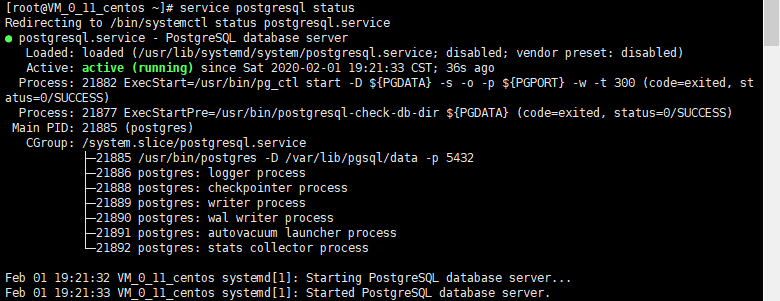 [root@VM_0_11_centos ~]# service postgresql status
Redirecting to /bin/systemctl status postgresql.service
● postgresql.service - PostgreSQL database server
   Loaded: loaded (/usr/lib/systemd/system/postgresql.service; disabled; vendor preset: disabled)
   Active: active (running) since Sat 2020-02-01 19:21:33 CST; 36s ago
  Process: 21882 ExecStart=/usr/bin/pg_ctl start -D ${PGDATA} -s -o -p ${PGPORT} -w -t 300 (code=exited, st
atus=0/SUCCESS)
  Process: 21877 ExecStartPre=/usr/bin/postgresql-check-db-dir ${PGDATA} (code=exited, status=0/SUCCESS)
 Main PID: 21885 (postgres)
   CGroup: /system.slice/postgresql.service
           ├─21885 /usr/bin/postgres -D /var/lib/pgsql/data -p 5432
           ├─21886 postgres: logger process
           ├─21888 postgres: checkpointer process
           ├─21889 postgres: writer process
           ├─21890 postgres: wal writer process
           ├─21891 postgres: autovacuum launcher process
           └─21892 postgres: stats collector process

Feb 01 19:21:32 VM_0_11_centos systemd[1]: Starting PostgreSQL database server...
Feb 01 19:21:33 VM_0_11_centos systemd[1]: Started PostgreSQL database server.